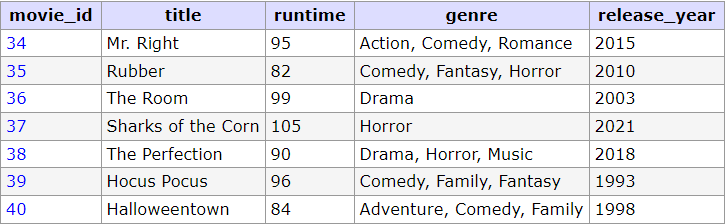 movie_id title runtime genre release_year
34 Mr. Right 95 Action, Comedy, Romance 2015
35 Rubber 82 Comedy, Fantasy, Horror 2010
36 The Room 99 Drama 2003
37 Sharks of the Corn 105 Horror 2021
38 The Perfection 90 Drama, Horror, Music 2018
39 Hocus Pocus 96 Comedy, Family, Fantasy 1993
40 Halloweentown 84 Adventure, Comedy, Family 1998